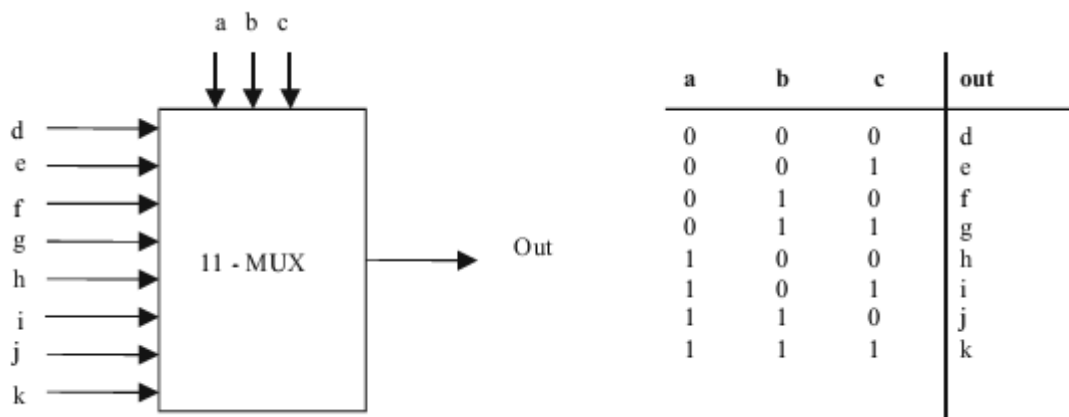 a b c
d
e
f
g
h
i
j
k
11 - MUX
Out
a b c out
0 0 0 d
0 0 1 e
0 1 0 f
0 1 1 g
1 0 0 h
1 0 1 i
1 1 0 j
1 1 1 k